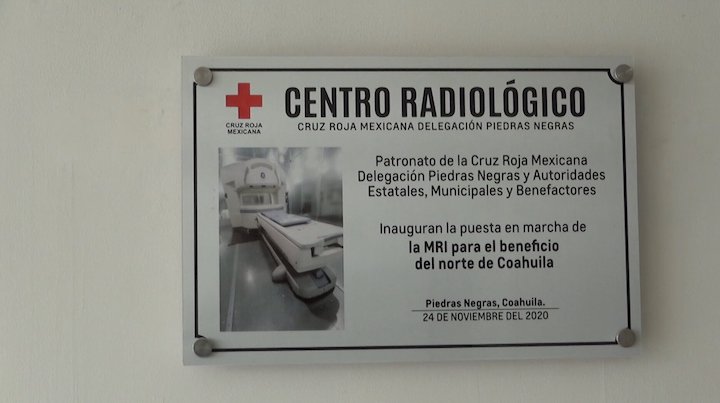 CENTRO RADIOLÓGICO
CRUZ ROJA MEXICANA DELEGACIÓN PIEDRAS NEGRAS
CRUZ ROJA
MEXICANA
Patronato de la Cruz Roja Mexicana
Delegación Piedras Negras y Autoridades
Estatales, Municipales y Benefactores
Inauguran la puesta en marcha de
la MRI para el beneficio
del norte de Coahuila
Piedras Negras, Coahuila.
24 DE NOVIEMBRE DEL 2020